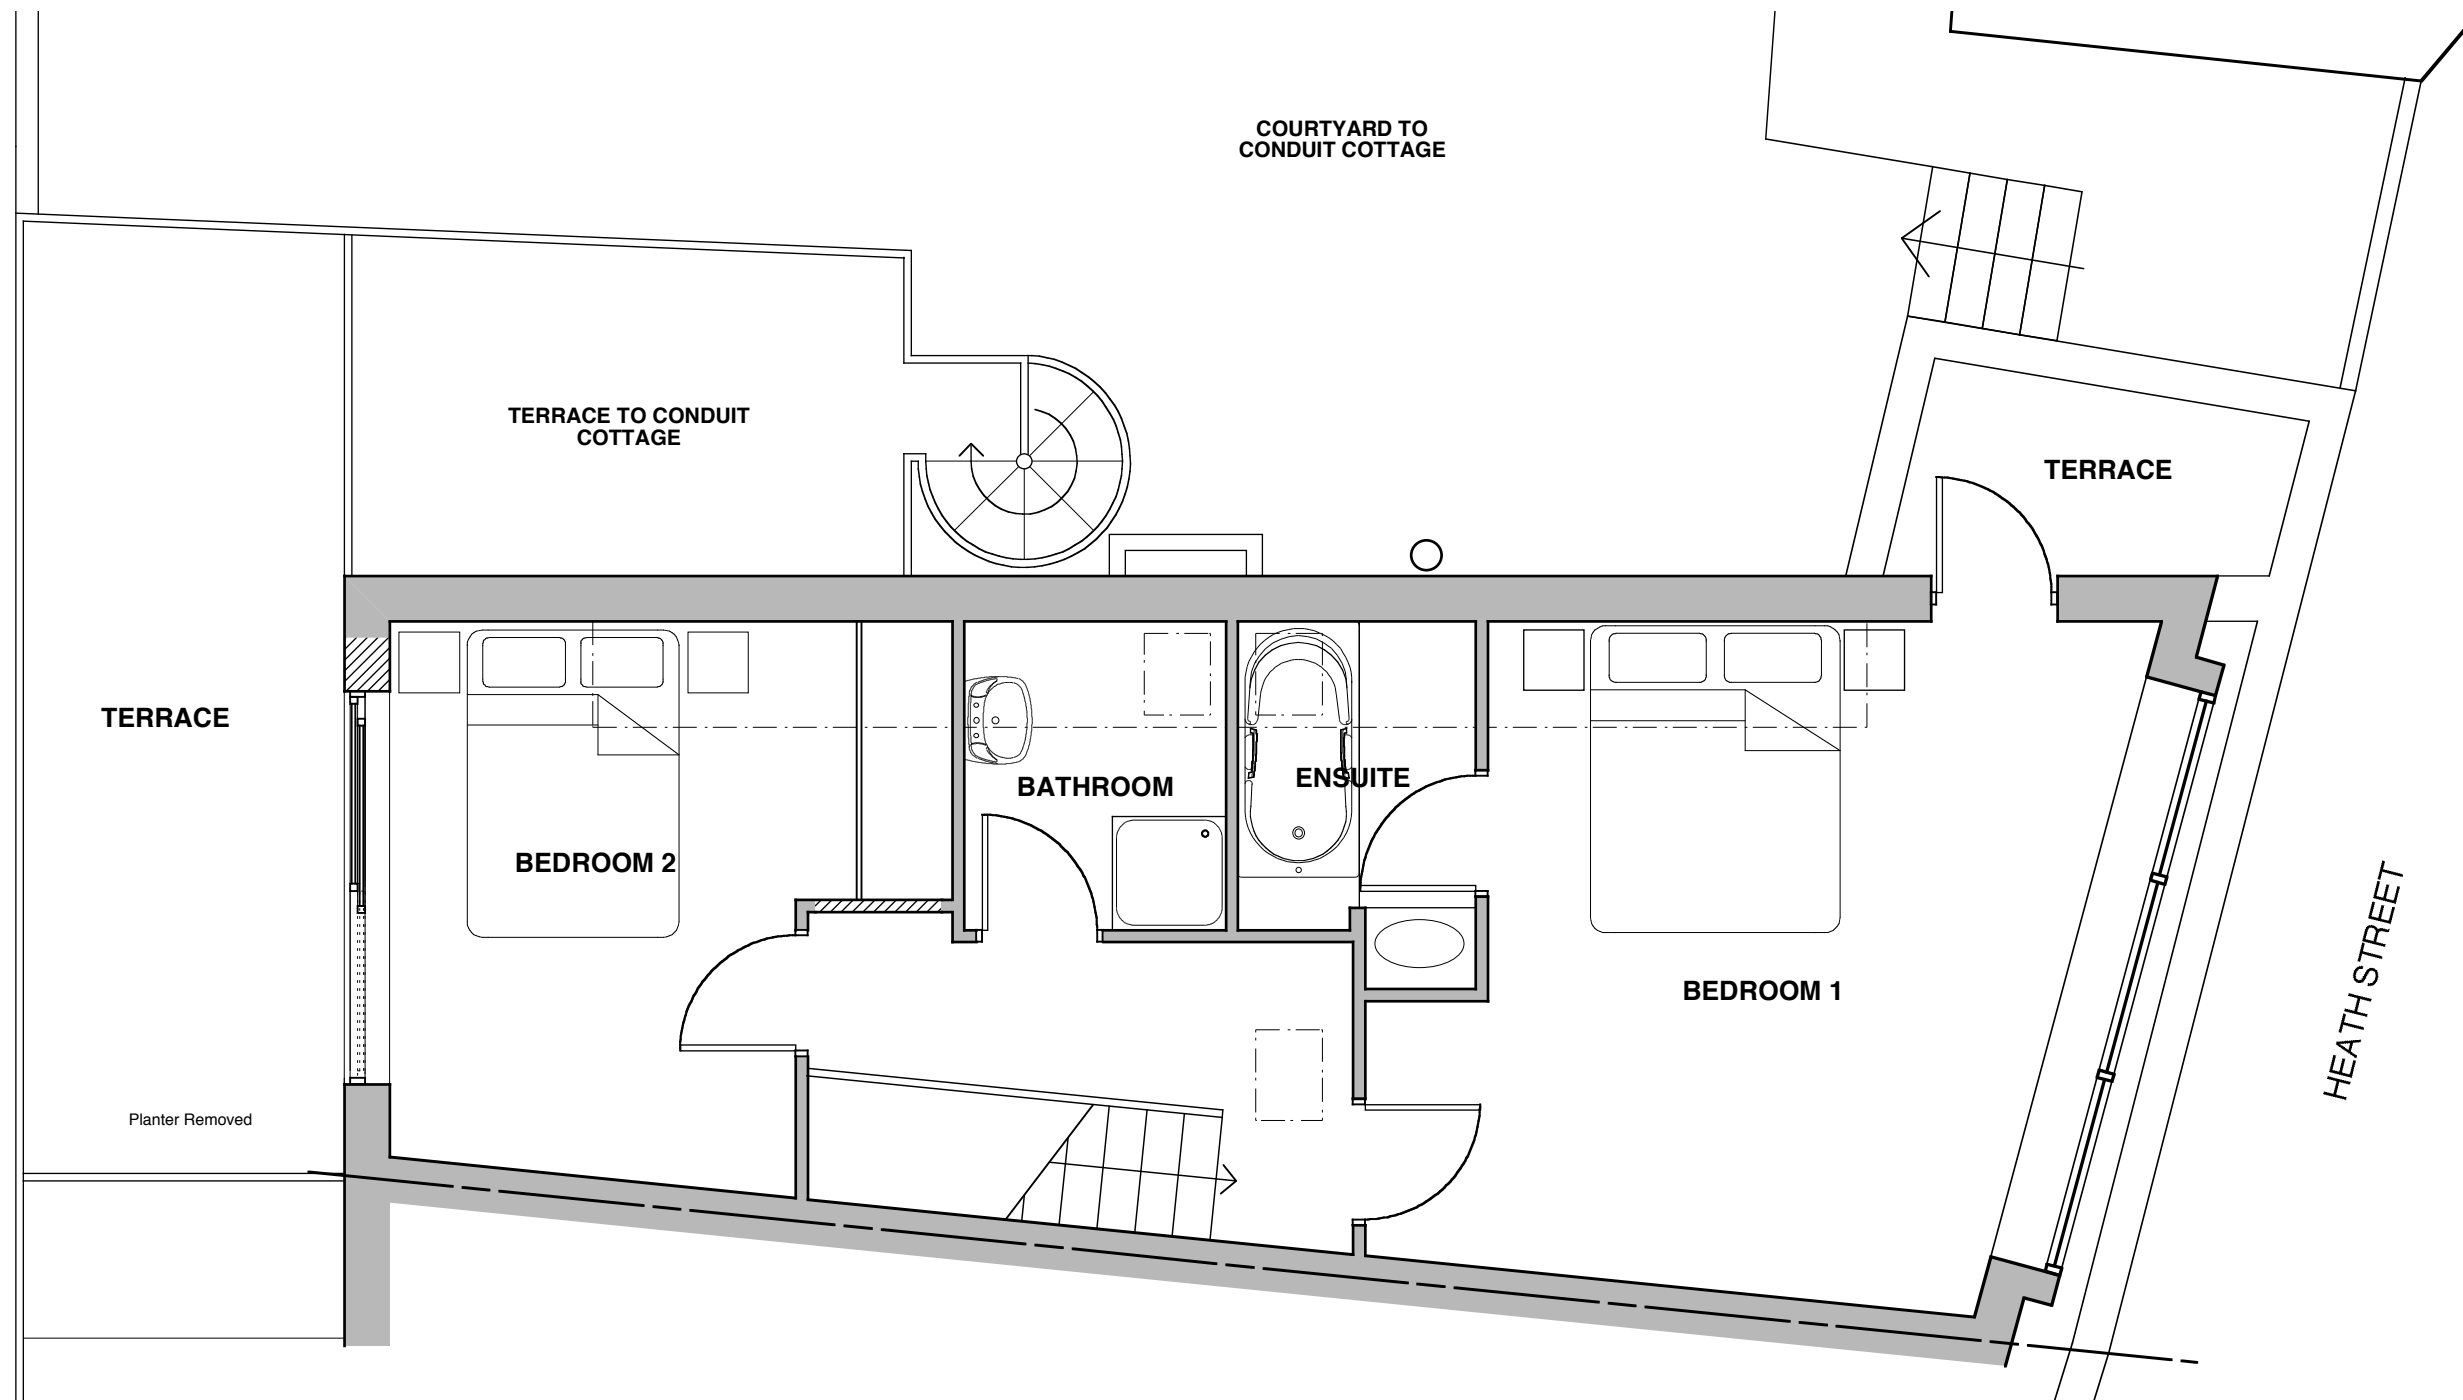 COURTYARD TO
CONDUIT COTTAGE
TERRACE TO CONDUIT
COTTAGE
TERRACE
TERRACE
BATHROOM
ENSUITE
BEDROOM 2
BEDROOM 1
HEATH STREET
Planter Removed